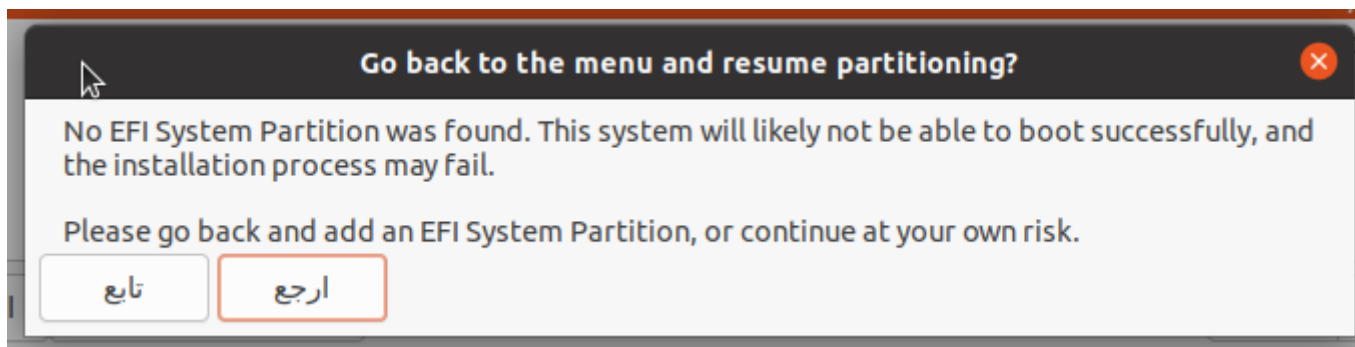 Go back to the menu and resume partitioning?
No EFI System Partition was found. This system will likely not be able to boot successfully, and
the installation process may fail.
Please go back and add an EFI System Partition, or continue at your own risk.
تابع
ارجع